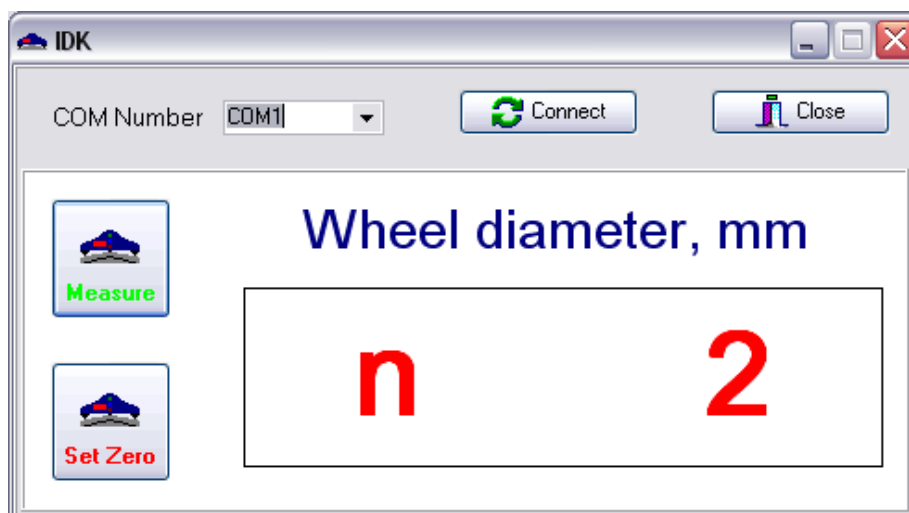 IDK
COM Number COM1 Connect Close
Wheel diameter, mm
Measure
n 2
Set Zero